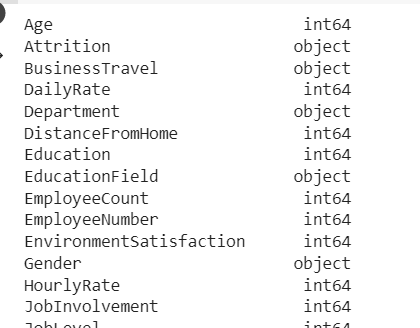 Age int64
Attrition object
BusinessTravel object
DailyRate int64
Department object
DistanceFromHome int64
Education int64
EducationField object
EmployeeCount int64
EmployeeNumber int64
EnvironmentSatisfaction int64
Gender object
HourlyRate int64
JobInvolvement int64
JobLevel int64